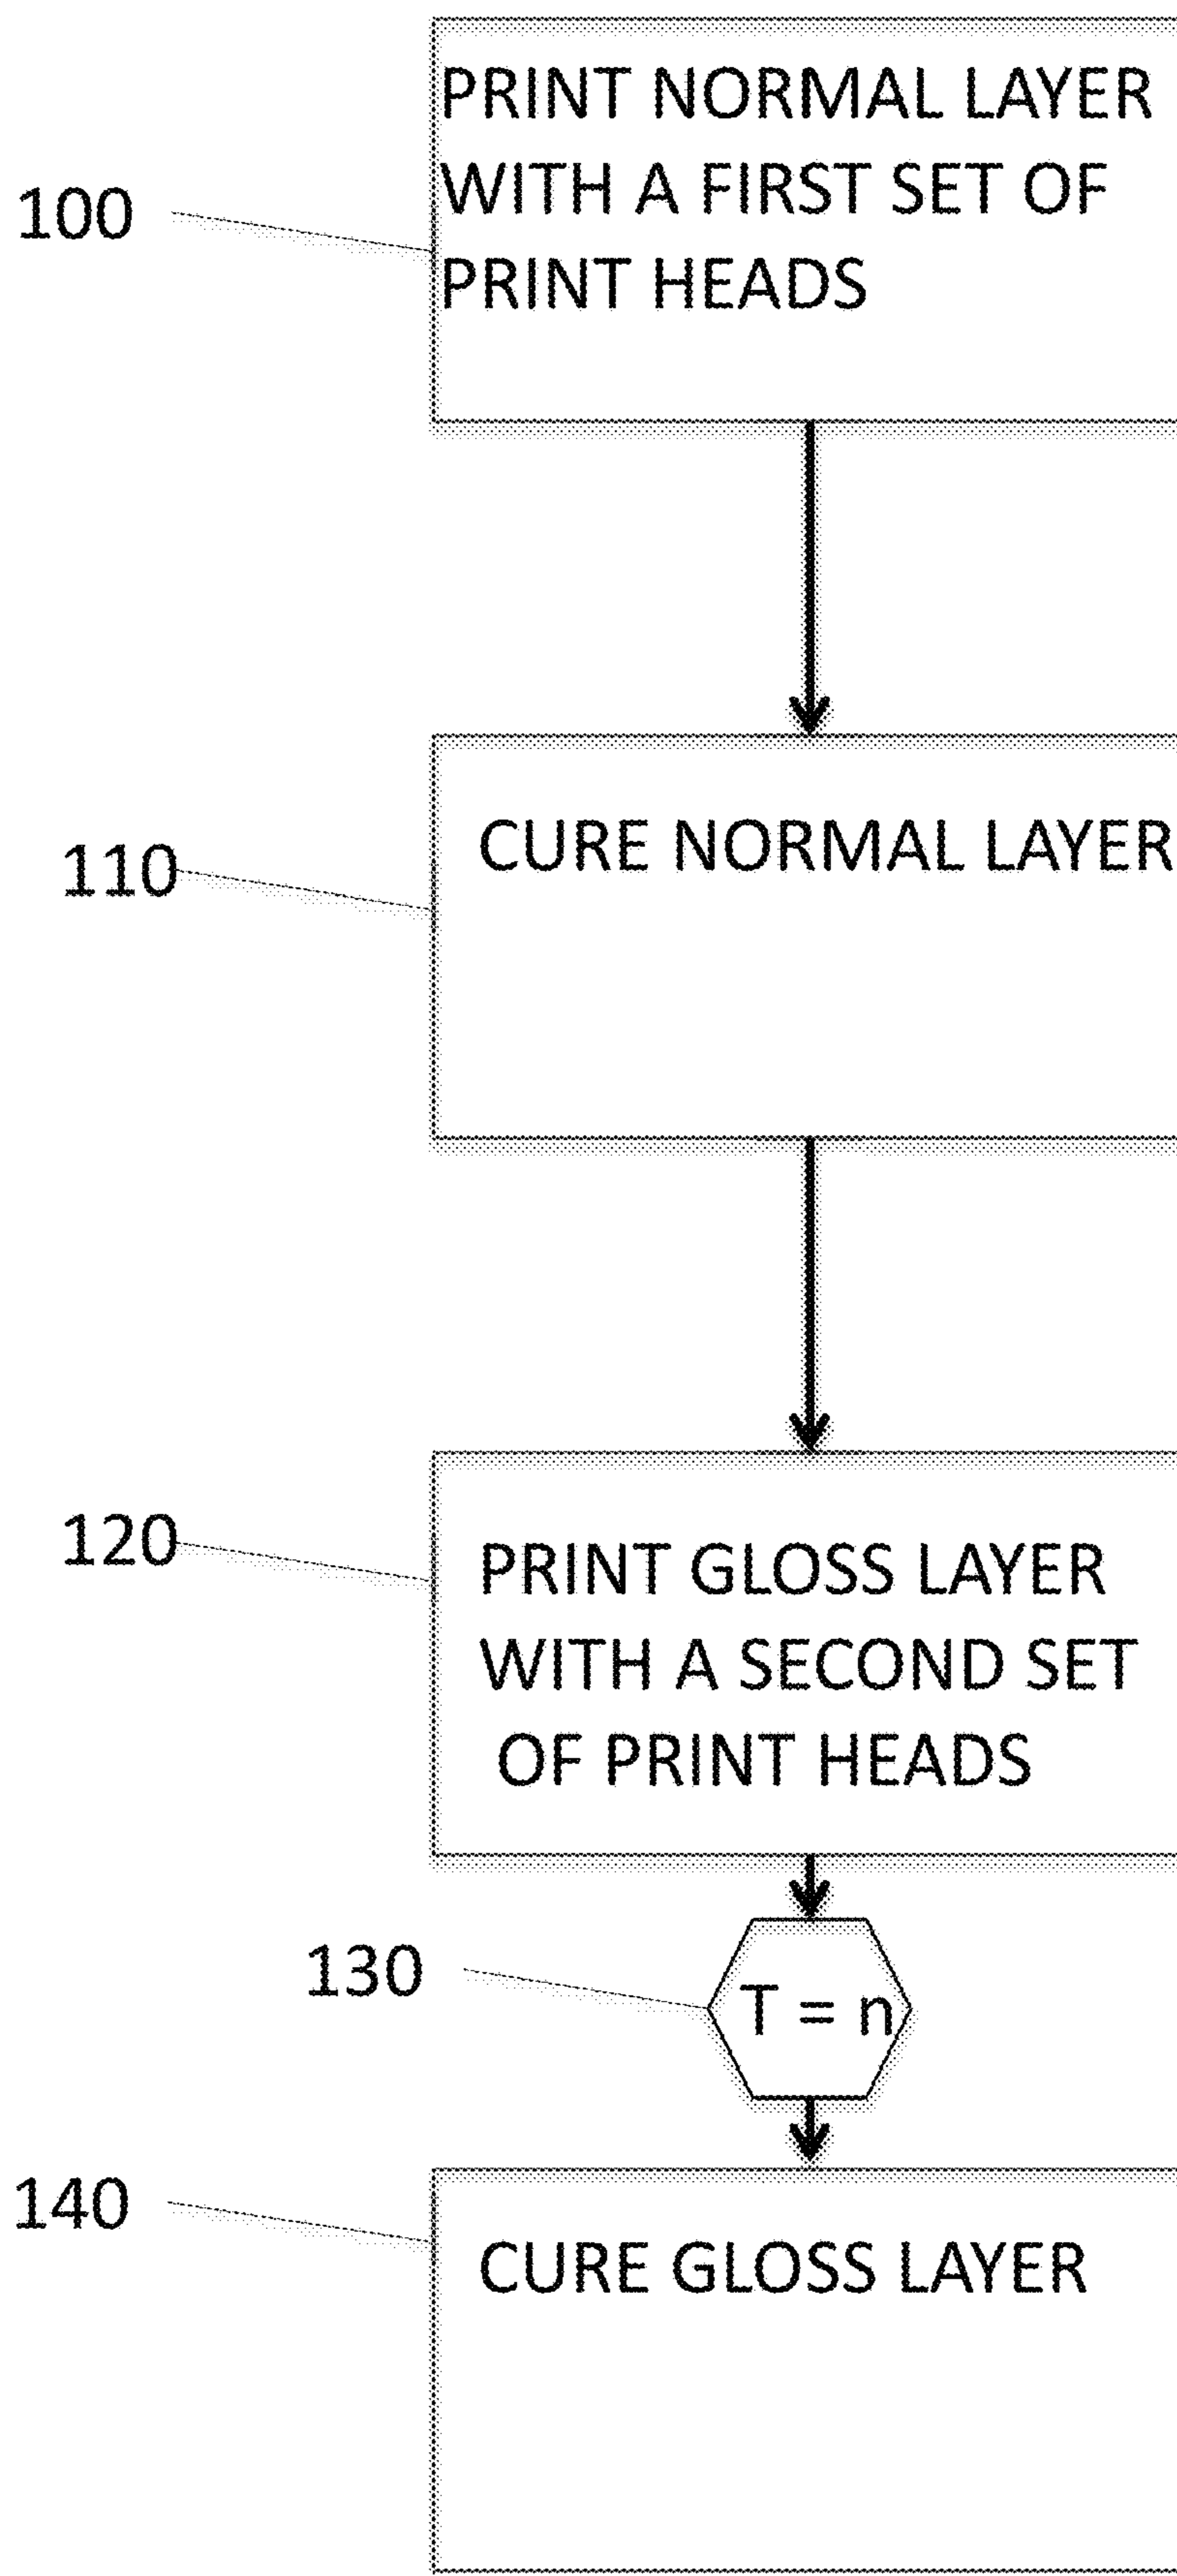 PRINT NORMAL LAYER
WITH A FIRST SET OF
PRINT HEADS
100
CURE NORMAL LAYER
110
PRINT GLOSS LAYER
WITH A SECOND SET
OF PRINT HEADS
120
130
T = n
140
CURE GLOSS LAYER